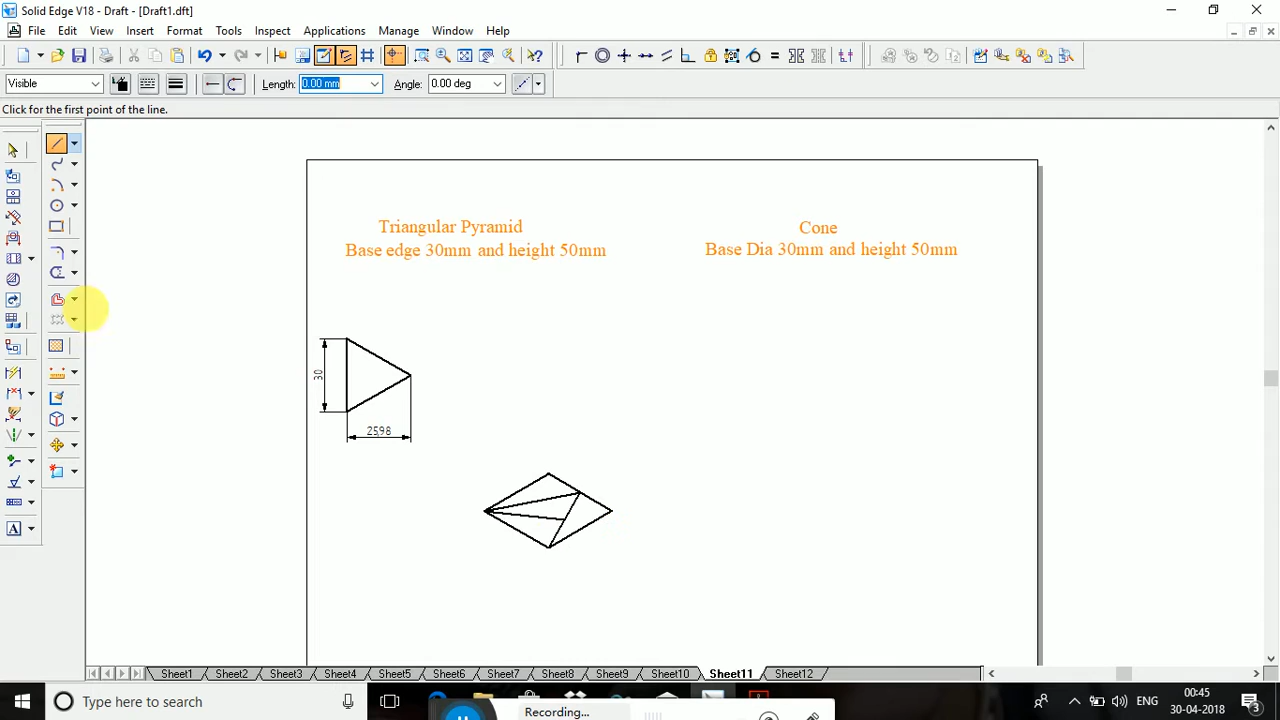 Solid Edge V18 - Draft - [Draft1.dft]
File Edit View Insert Format Tools Inspect Applications Manage Window Help
Visible Length: 0.00 mm Angle: 0.00 deg
Click for the first point of the line.
Triangular Pyramid
Base edge 30mm and height 50mm
Cone
Base Dia 30mm and height 50mm
30
25,98
A
Sheet1 Sheet2 Sheet3 Sheet4 Sheet5 Sheet6 Sheet7 Sheet8 Sheet9 Sheet10 Sheet11 Sheet12
Type here to search
Recording...
ENG
00:45
30-04-2018
3